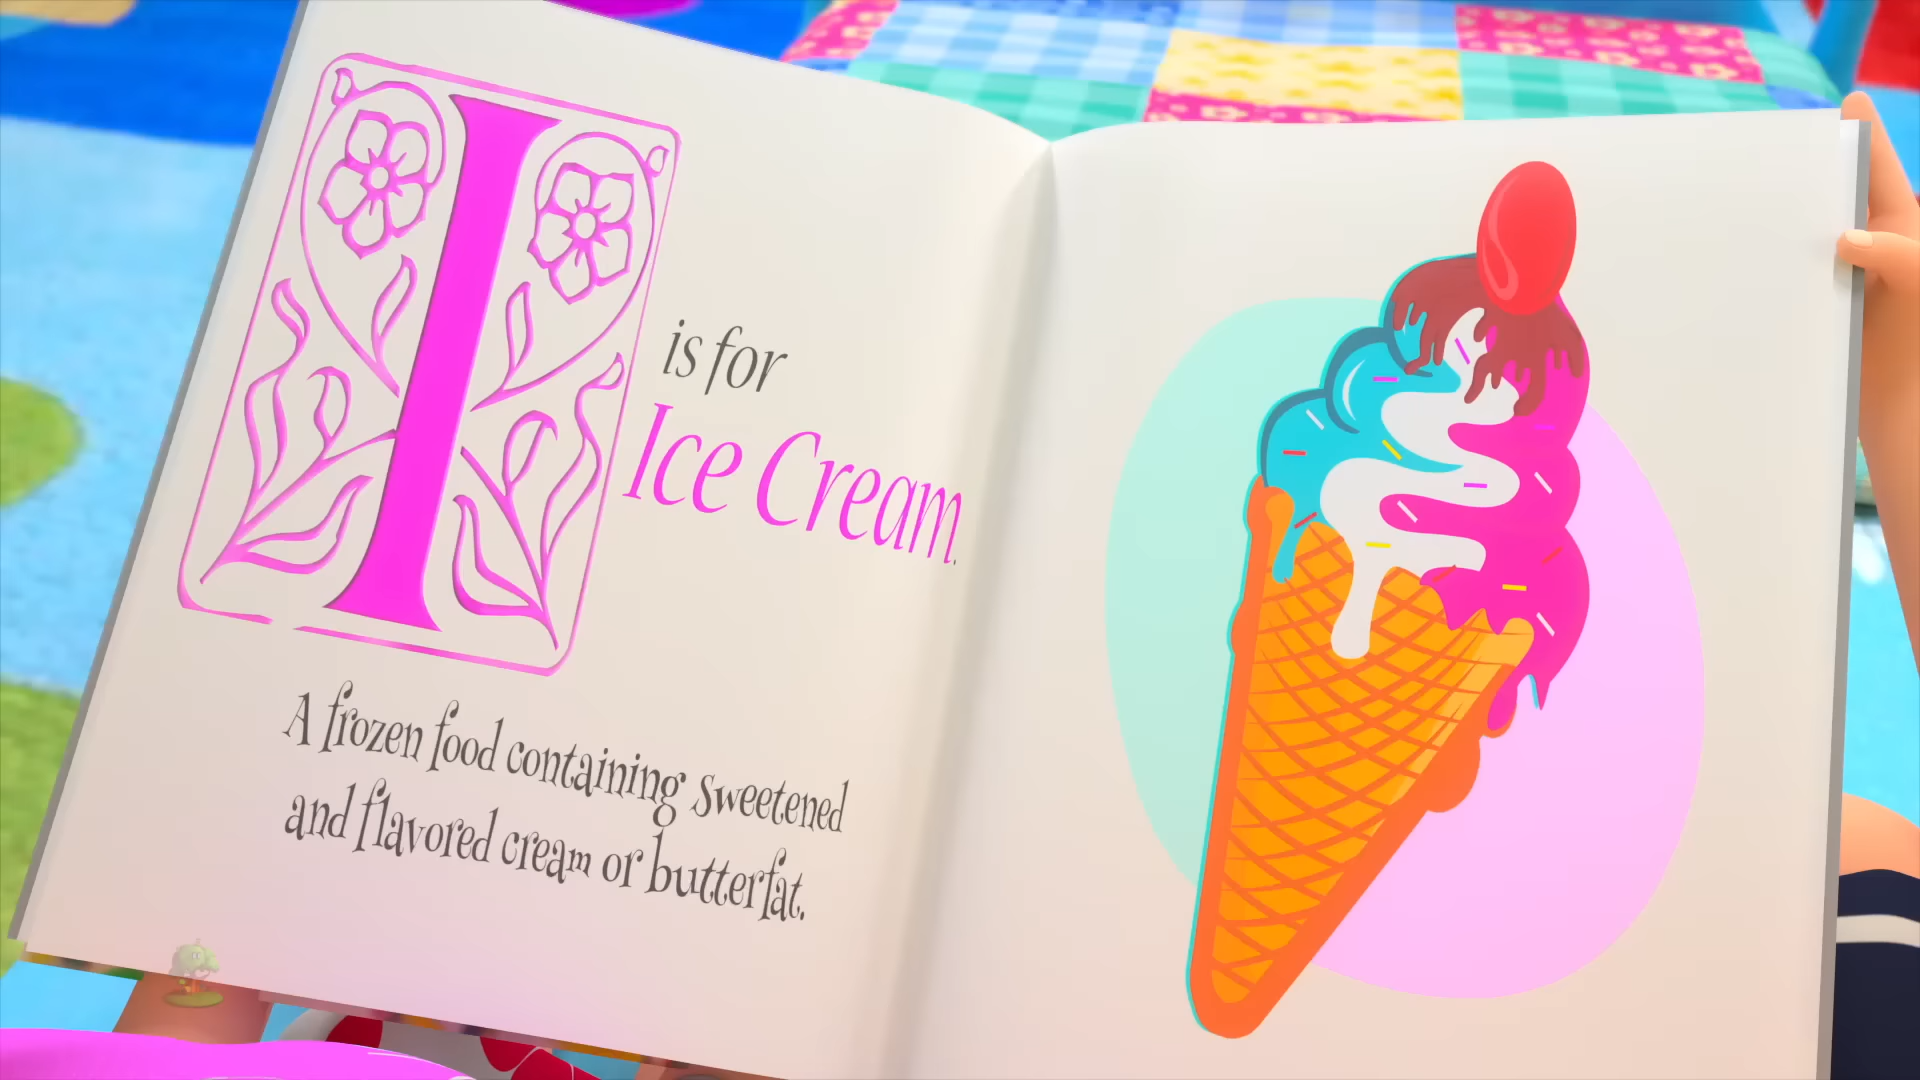 I
is for
Ice Cream.
A frozen food containing sweetened
and flavored cream or butterfat.